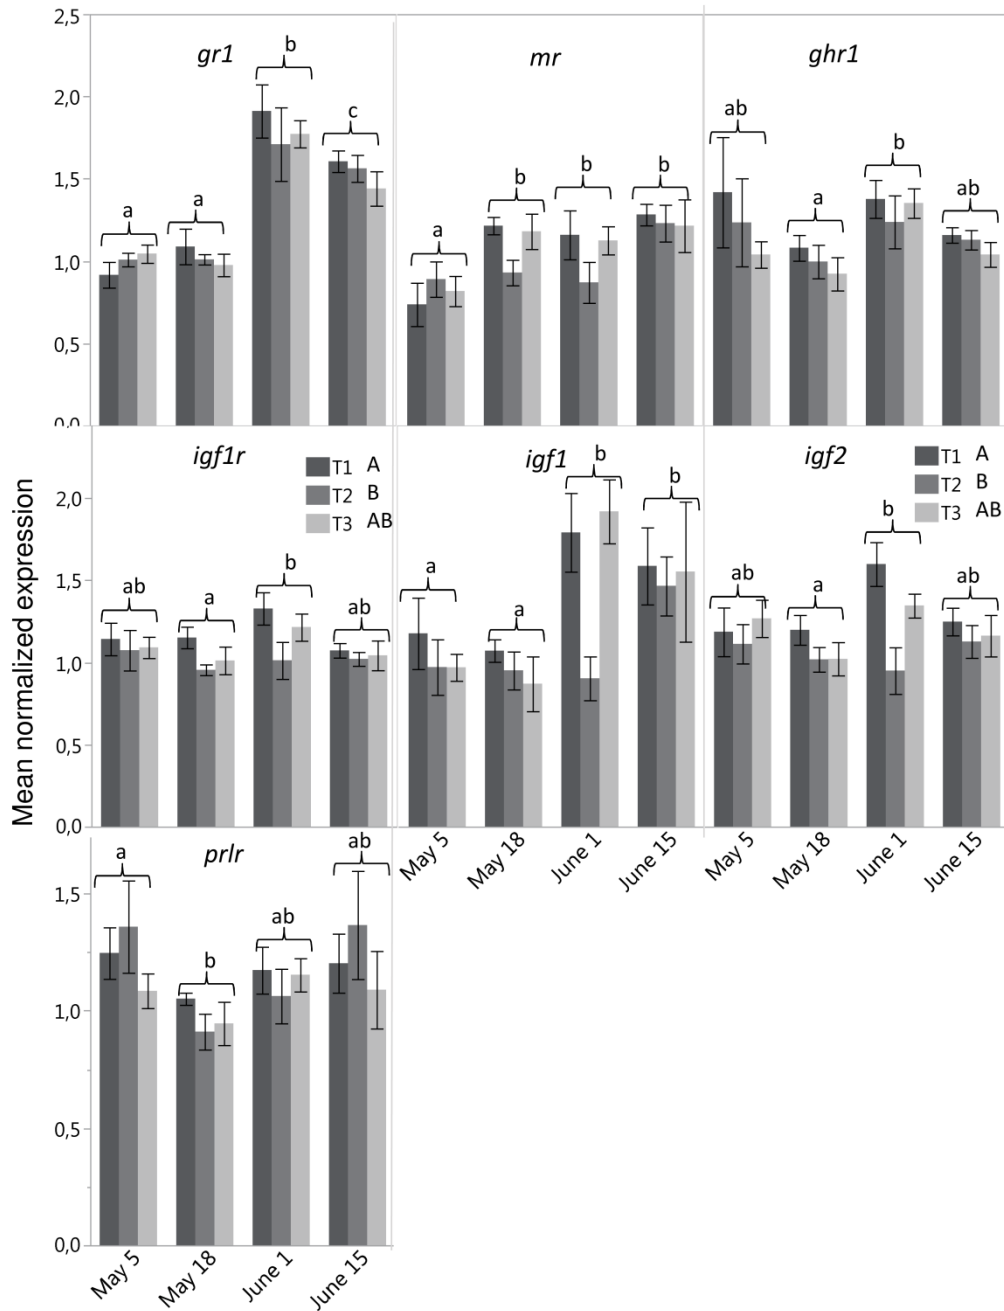 2,5
2,0
1,5
1,0
0,5
0,0
gr1
a
a
b
c
mr
a
b
b
b
ghr1
ab
a
b
ab
Mean normalized expression
2,0
1,5
1,0
0,5
0,0
igf1r
T1 A
T2 B
T3 AB
ab
a
b
ab
igf1
a
a
b
b
May 5
May 18
June 1
June 15
igf2
T1 A
T2 B
T3 AB
ab
a
b
ab
May 5
May 18
June 1
June 15
1,5
1,0
0,5
0,0
prlr
a
b
ab
ab
May 5
May 18
June 1
June 15